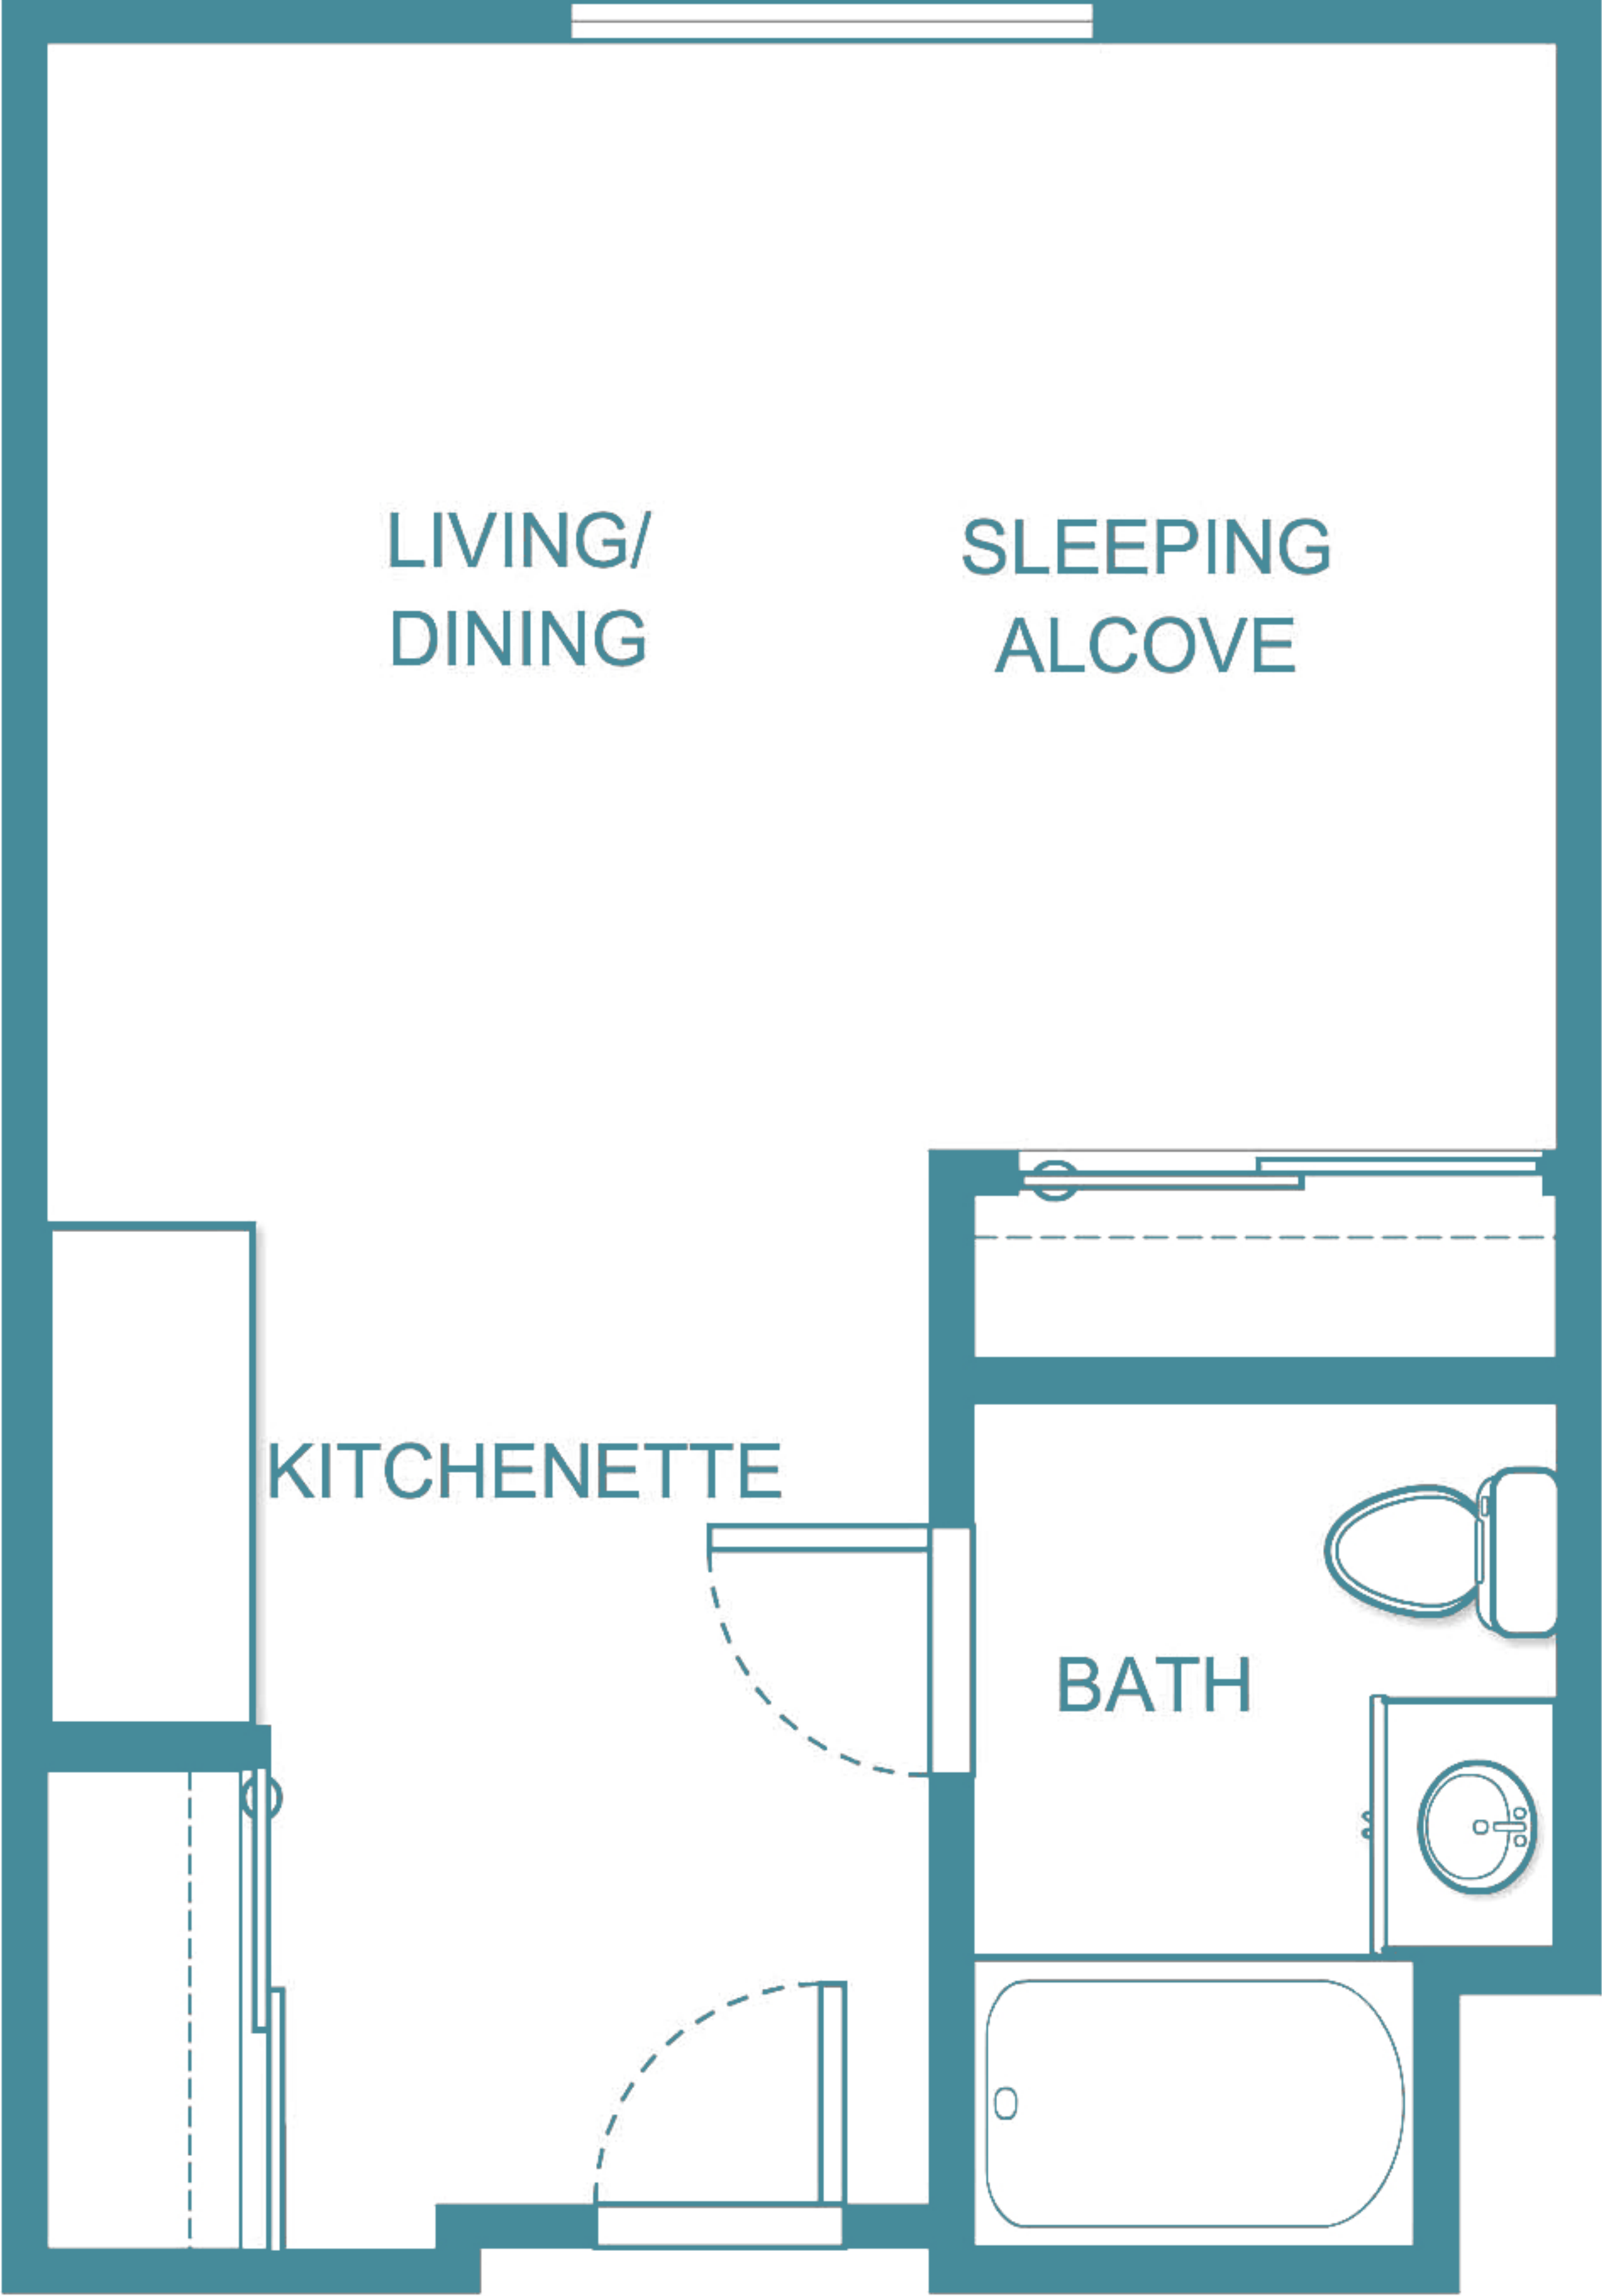 LIVING/
DINING
SLEEPING
ALCOVE
KITCHENETTE
BATH